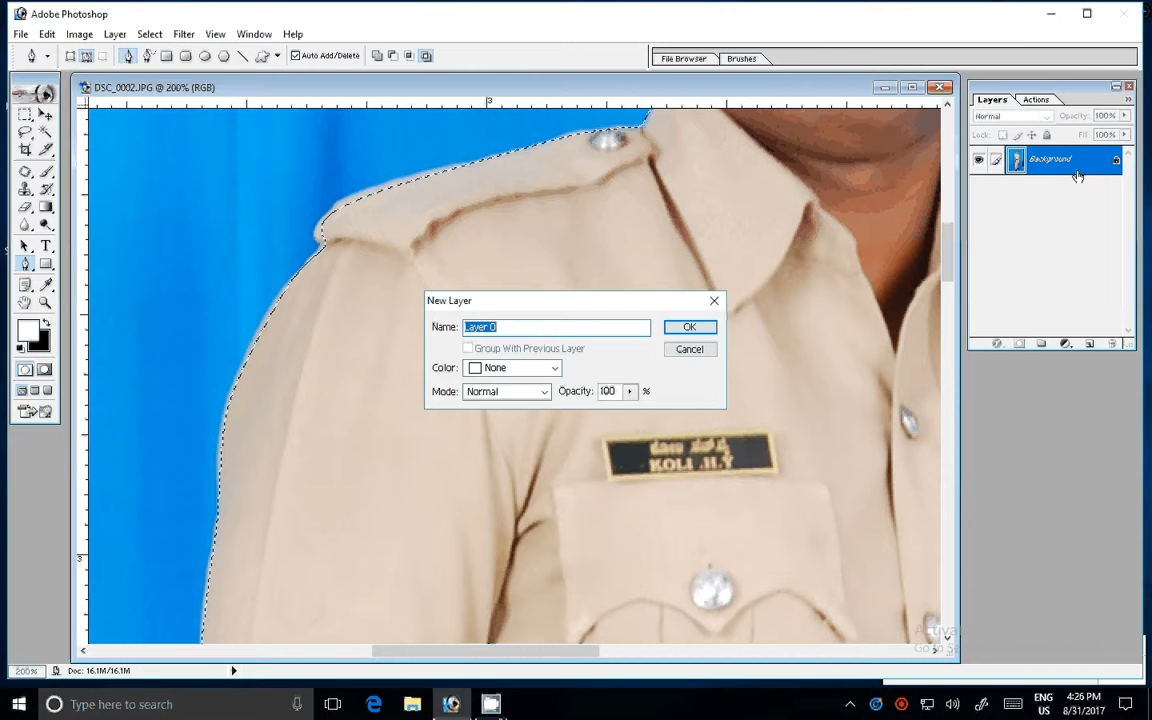 Adobe Photoshop
File Edit Image Layer Select Filter View Window Help
Auto Add/Delete
File Browser Brushes
DSC_0002.JPG @ 200% (RGB)
3
Layers Actions
Normal Opacity: 100%
Lock: Fill: 100%
Background
New Layer
Name: Layer 0 OK
Group With Previous Layer Cancel
Color: None
Mode: Normal Opacity: 100 %
KOLI .H.Y
3
200% Doc: 16.1M/16.1M
Type here to search
ENG
US
4:26 PM
8/31/2017